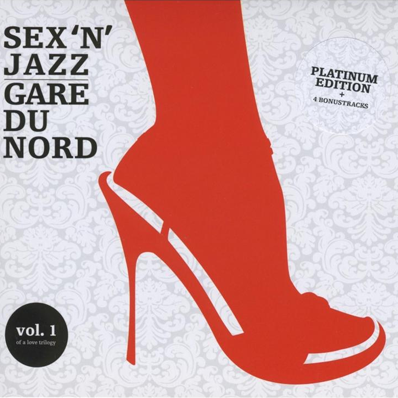 SEX ‘N’
JAZZ
GARE
DU
NORD
PLATINUM
EDITION
+
4 BONUSTRACKS
vol. 1
of a love trilogy